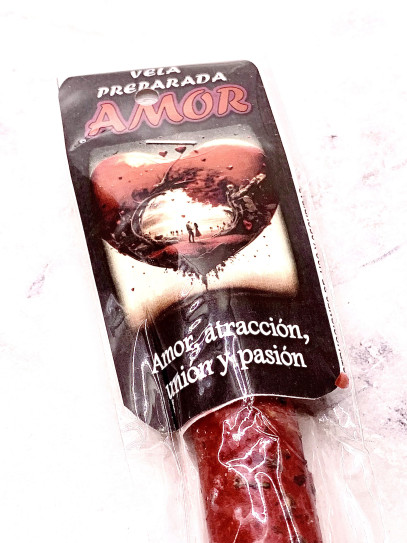 VELA
PREPARADA
AMOR
Amor, atracción,
unión y pasión